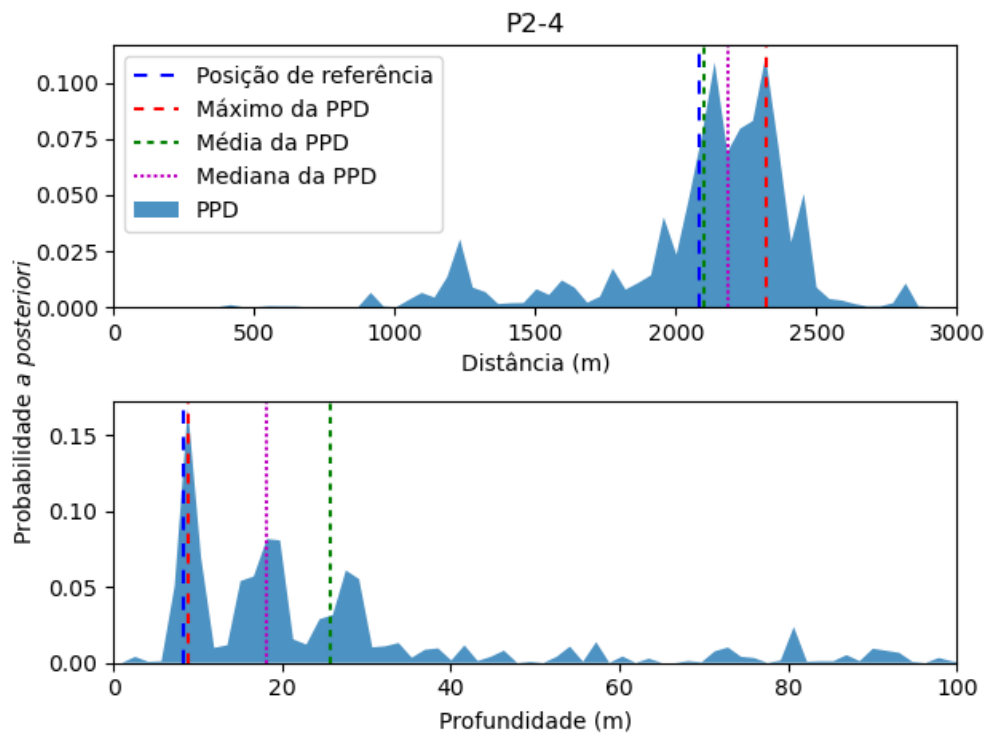 P2-4
Probabilidade a posteriori
0.100
0.075
0.050
0.025
0.000
Posição de referência
Máximo da PPD
Média da PPD
Mediana da PPD
PPD
0 500 1000 1500 2000 2500 3000
Distância (m)
0.15
0.10
0.05
0.00
0 20 40 60 80 100
Profundidade (m)